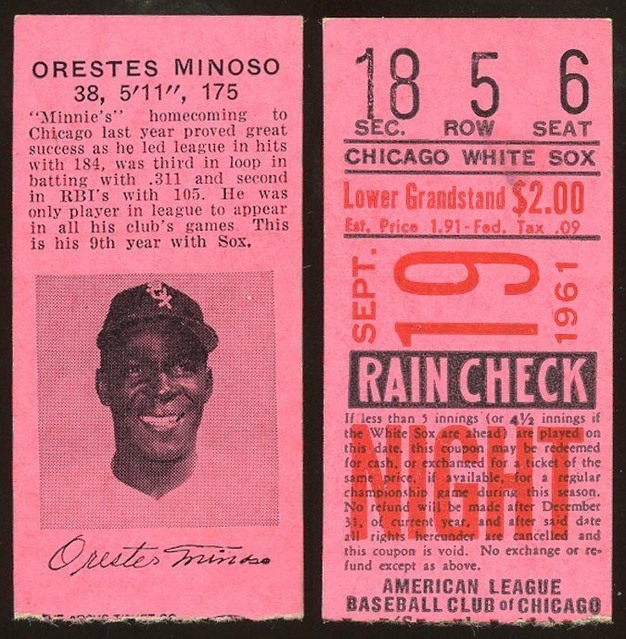 ORESTES MINOSO
38, 5'11", 175
"Minnie's" homecoming to
Chicago last year proved great
success as he led league in hits
with 184, was third in loop in
batting with .311 and second
in RBI's with 105. He was
only player in league to appear
in all his club's games. This
is his 9th year with Sox.
Orestes Miñoso
18 5 6
SEC. ROW SEAT
CHICAGO WHITE SOX
Lower Grandstand $2.00
Est. Price 1.91-Fed. Tax .09
SEPT. 19 1961
RAIN CHECK
NIGHT
If less than 5 innings (or 4½ innings if
the White Sox are ahead) are played on
this date, this coupon may be redeemed
for cash, or exchanged for a ticket of the
same price, if available, for a regular
championship game during this season.
No refund will be made after December
31, of current year, and after said date
all rights hereunder are cancelled and
this coupon is void. No exchange or re-
fund except as above.
AMERICAN LEAGUE
BASEBALL CLUB of CHICAGO